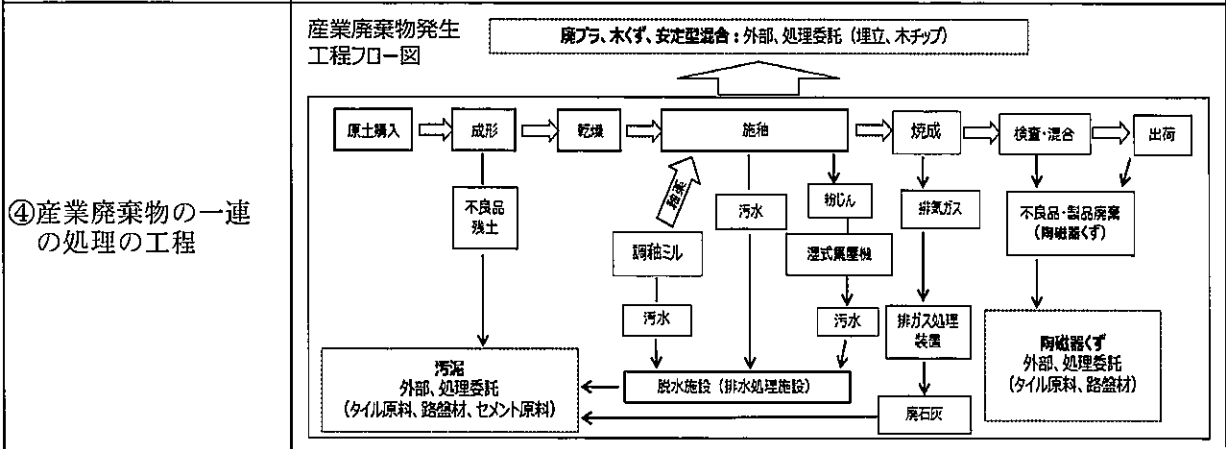 ④産業廃棄物の一連
の処理の工程
産業廃棄物発生
工程フロー図
廃プラ、木くず、安定型混合：外部、処理委託（埋立、木チップ）
原土購入
成形
乾燥
施釉
焼成
検査・混合
出荷
不良品
残土
釉薬
汚水
粉じん
排気ガス
不良品・製品廃棄
(陶磁器くず)
調釉ミル
湿式集塵機
汚水
汚水
排ガス処理
装置
陶磁器くず
外部、処理委託
(タイル原料、路盤材)
汚泥
外部、処理委託
(タイル原料、路盤材、セメント原料)
脱水施設（排水処理施設）
廃石灰